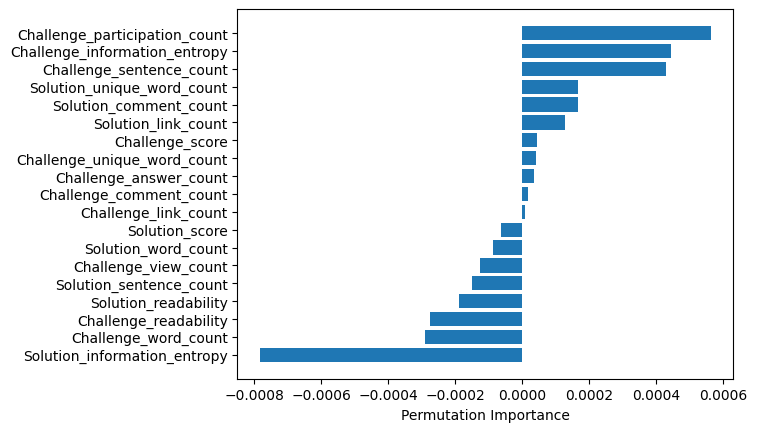 Challenge_participation_count
Challenge_information_entropy
Challenge_sentence_count
Solution_unique_word_count
Solution_comment_count
Solution_link_count
Challenge_score
Challenge_unique_word_count
Challenge_answer_count
Challenge_comment_count
Challenge_link_count
Solution_score
Solution_word_count
Challenge_view_count
Solution_sentence_count
Solution_readability
Challenge_readability
Challenge_word_count
Solution_information_entropy
−0.0008 −0.0006 −0.0004 −0.0002 0.0000 0.0002 0.0004 0.0006
Permutation Importance